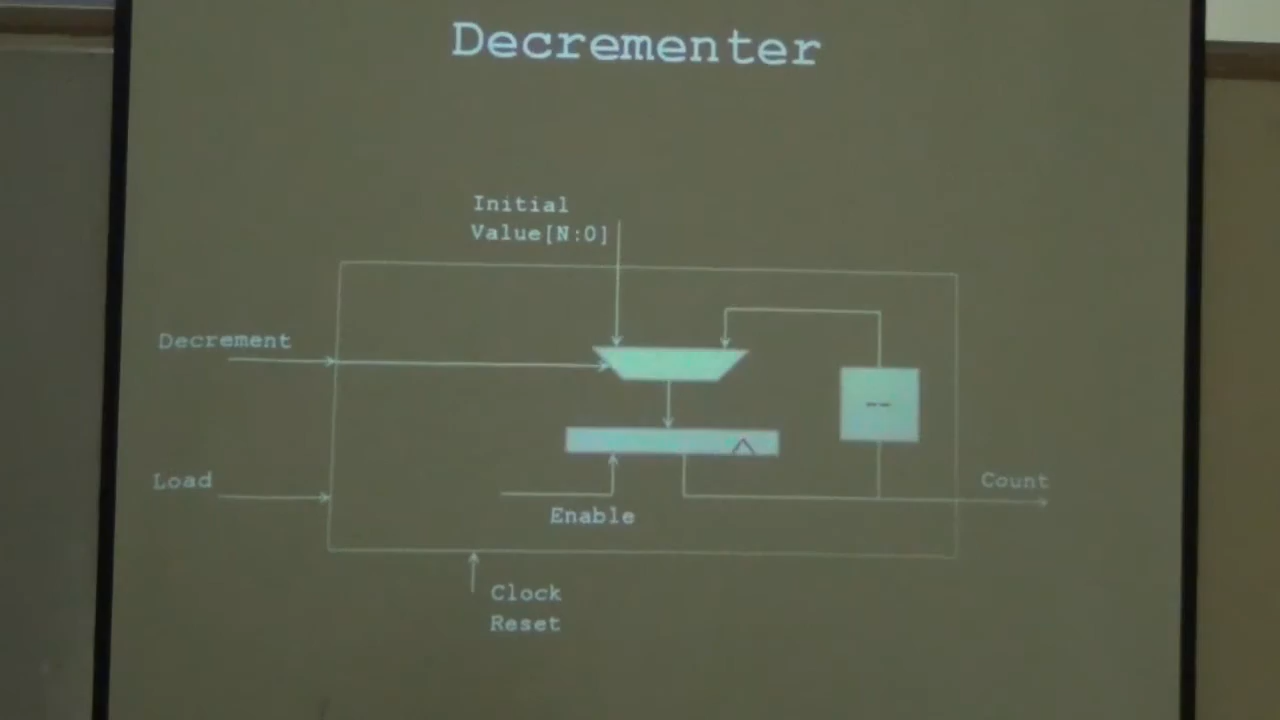 Decrementer
Initial
Value[N:0]
Decrement
--
Load
Count
Enable
Clock
Reset